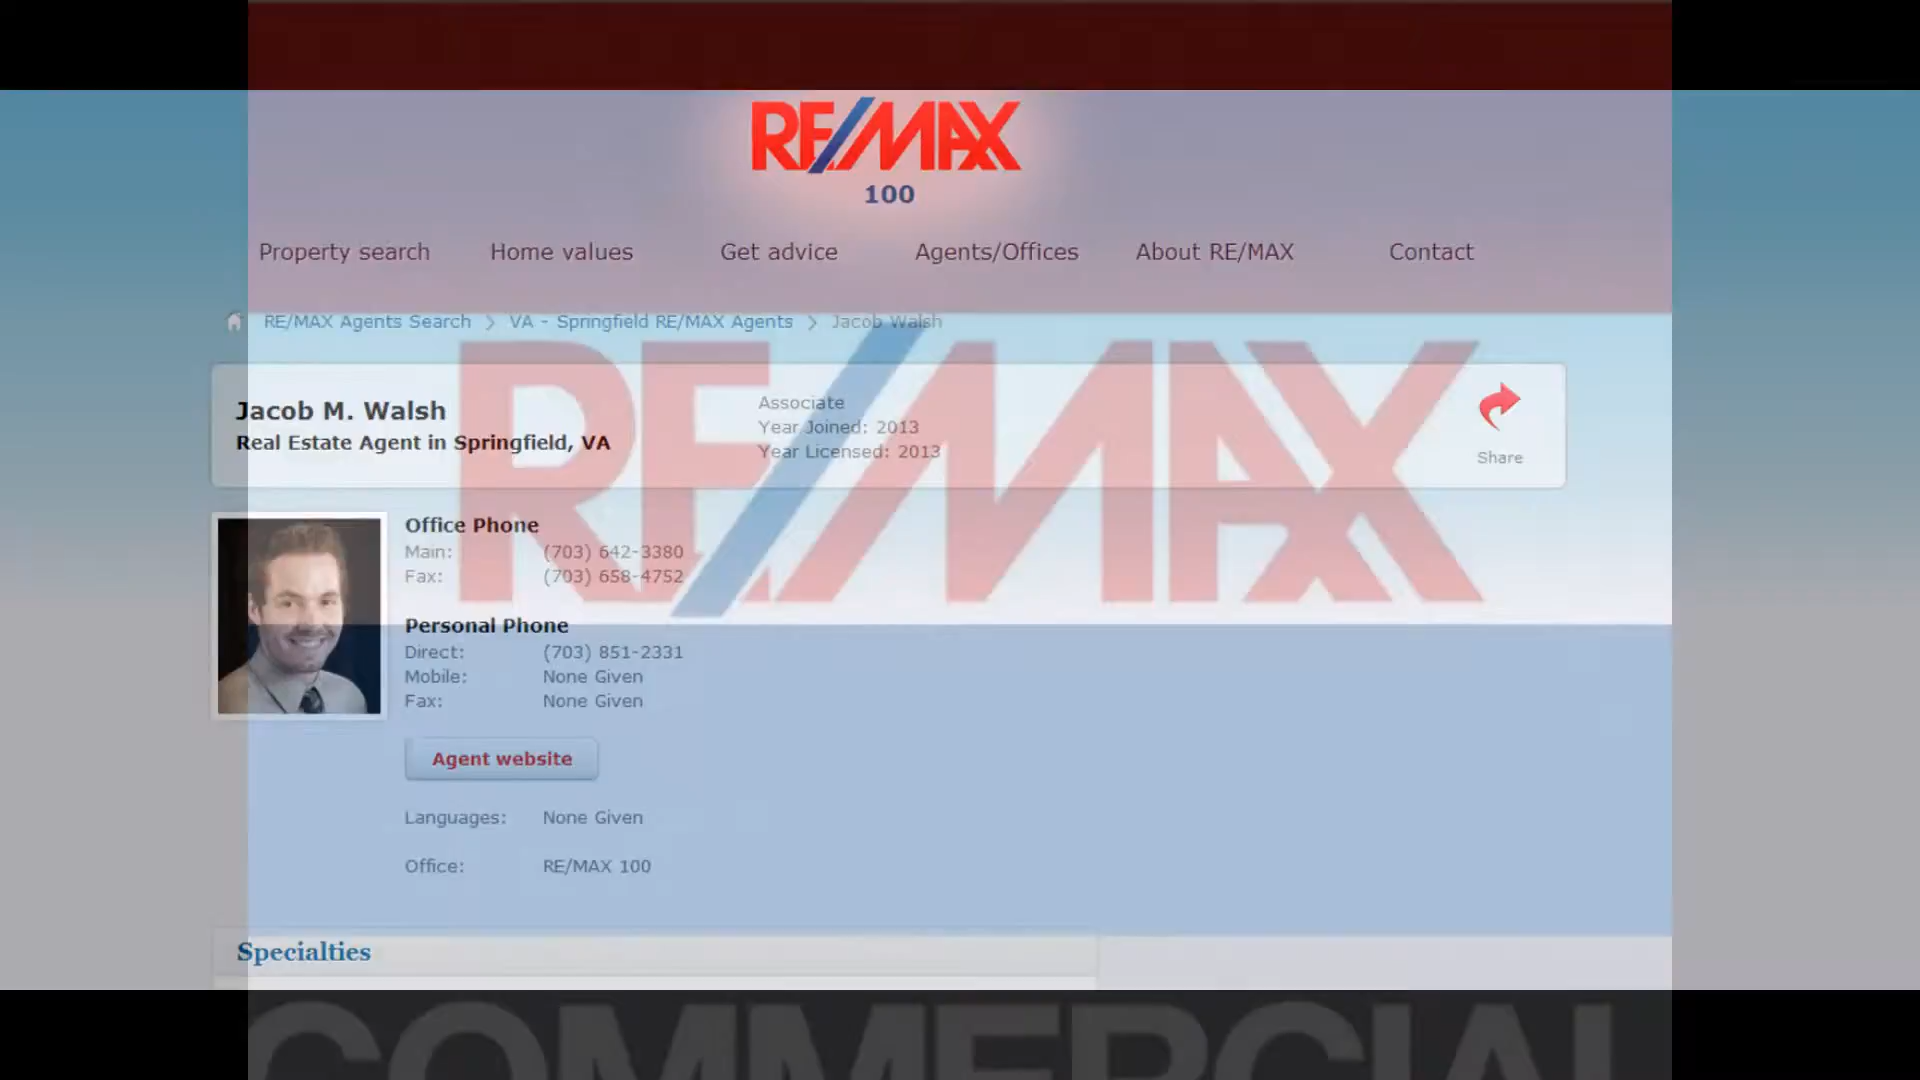 RE/MAX
100
Property search Home values Get advice Agents/Offices About RE/MAX Contact
RE/MAX Agents Search > VA - Springfield RE/MAX Agents > Jacob Walsh
RE/MAX
Jacob M. Walsh
Real Estate Agent in Springfield, VA
Associate
Year Joined: 2013
Year Licensed: 2013
Share
Office Phone
Main: (703) 642-3380
Fax: (703) 658-4752
Personal Phone
Direct: (703) 851-2331
Mobile: None Given
Fax: None Given
Agent website
Languages: None Given
Office: RE/MAX 100
Specialties
COMMERCIAL